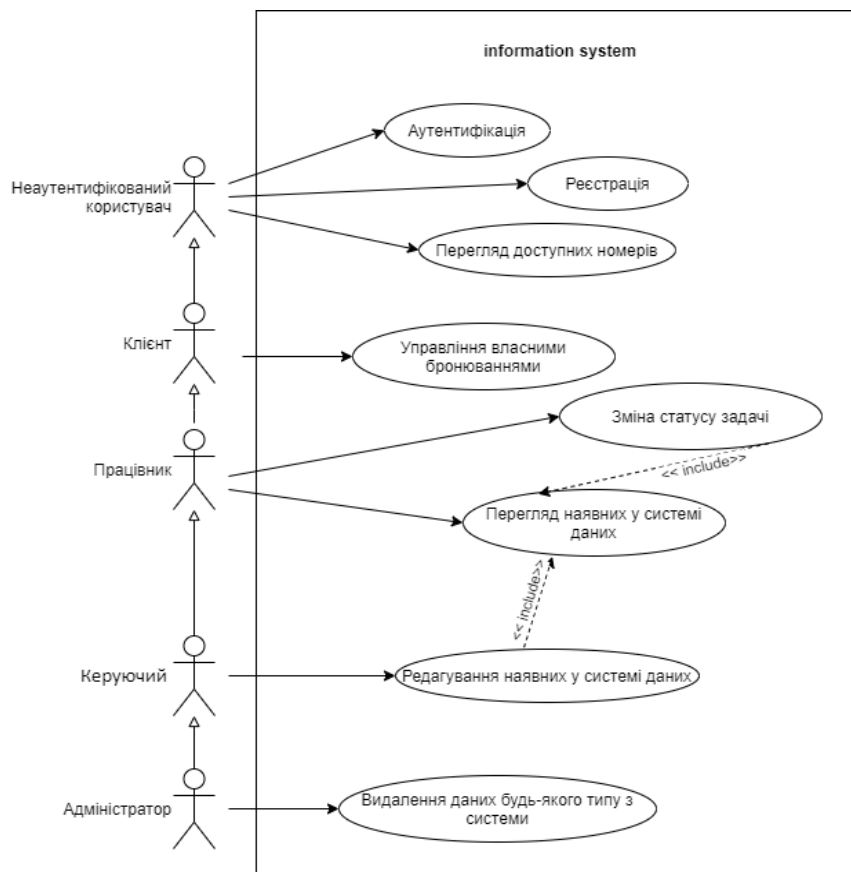 information system
Аутентифікація
Неаутентифікований
користувач
Реєстрація
Перегляд доступних номерів
Клієнт
Управління власними
бронюваннями
Зміна статусу задачі
<< include>>
Працівник
Перегляд наявних у системі
даних
<< include>>
Керуючий
Редагування наявних у системі даних
Адміністратор
Видалення даних будь-якого типу з
системи